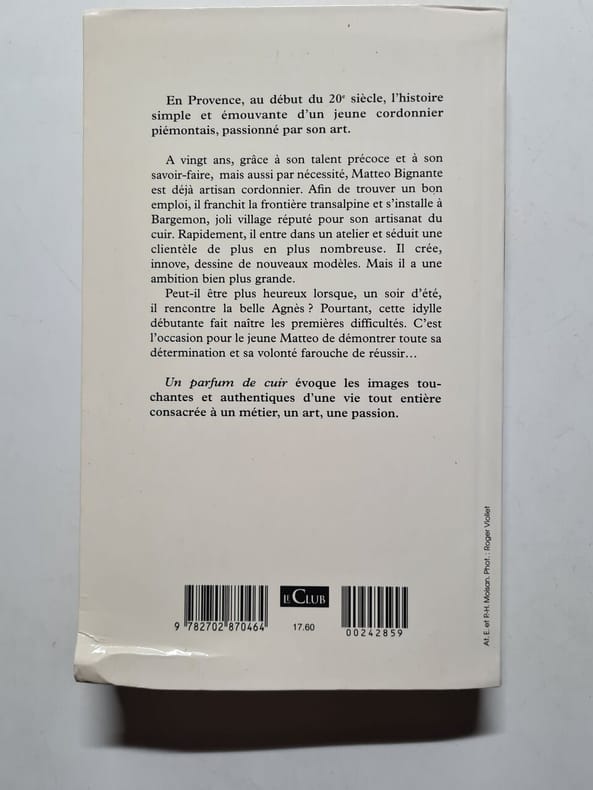 En Provence, au début du 20e siècle, l'histoire
simple et émouvante d'un jeune cordonnier
piémontais, passionné par son art.
A vingt ans, grâce à son talent précoce et à son
savoir-faire, mais aussi par nécessité, Matteo Bignante
est déjà artisan cordonnier. Afin de trouver un bon
emploi, il franchit la frontière transalpine et s'installe à
Bargemon, joli village réputé pour son artisanat du
cuir. Rapidement, il entre dans un atelier et séduit une
clientèle de plus en plus nombreuse. Il crée,
innove, dessine de nouveaux modèles. Mais il a une
ambition bien plus grande.
Peut-il être plus heureux lorsque, un soir d'été,
il rencontre la belle Agnès ? Pourtant, cette idylle
débutante fait naître les premières difficultés. C'est
l'occasion pour le jeune Matteo de démontrer toute sa
détermination et sa volonté farouche de réussir...
Un parfum de cuir évoque les images tou-
chantes et authentiques d'une vie tout entière
consacrée à un métier, un art, une passion.
LE CLUB
9 782702 870464
17.60
00242859
At. E. et P.-H. Moisan. Phot. : Roger Viollet